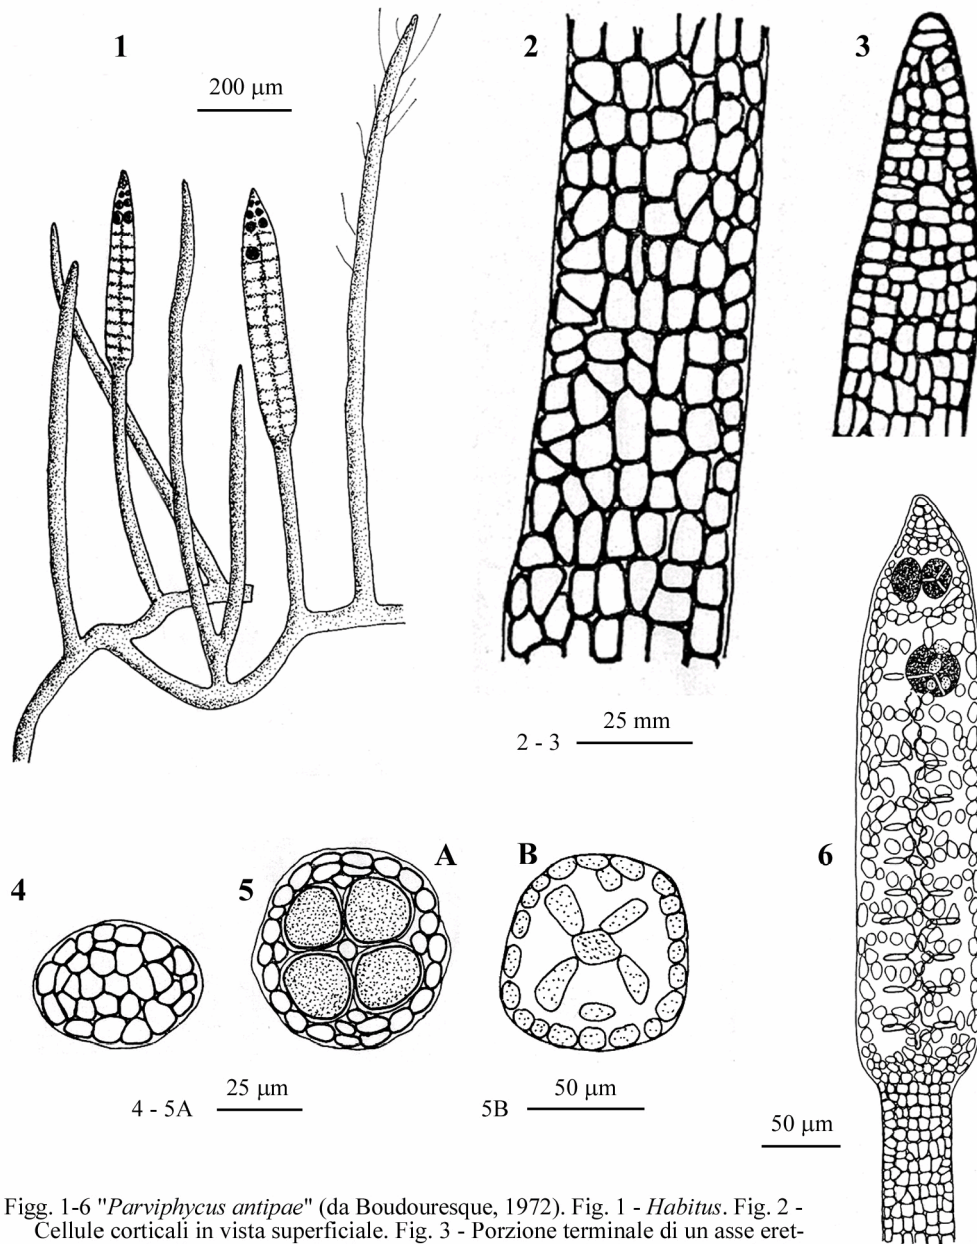 1
2
3
200 µm
25 mm
2 - 3
4
5
A
B
6
25 µm
4 - 5A
50 µm
5B
50 µm
Figg. 1-6 "Parviphycus antipae" (da Boudouresque, 1972). Fig. 1 - Habitus. Fig. 2 -
Cellule corticali in vista superficiale. Fig. 3 - Porzione terminale di un asse eret-